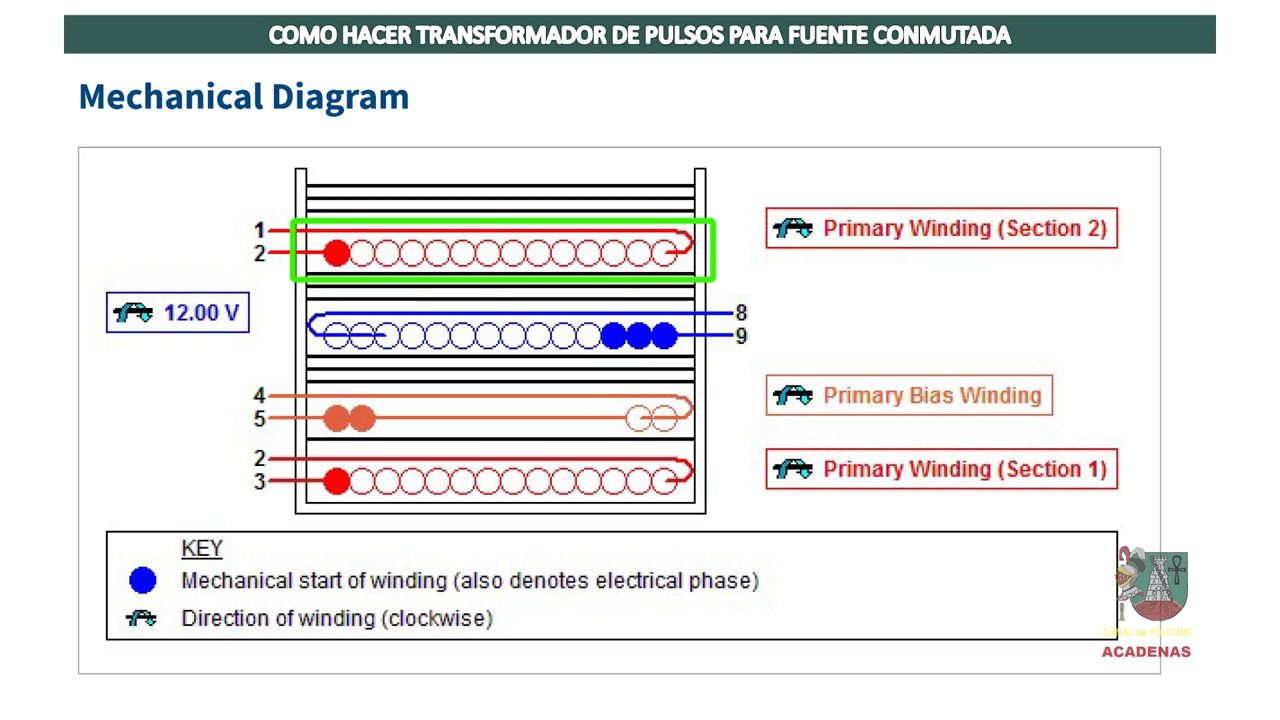 COMO HACER TRANSFORMADOR DE PULSOS PARA FUENTE CONMUTADA
Mechanical Diagram
1
2
Primary Winding (Section 2)
12.00 V
8
9
4
5
Primary Bias Winding
2
3
Primary Winding (Section 1)
KEY
Mechanical start of winding (also denotes electrical phase)
Direction of winding (clockwise)
CANAL de YOUTUBE
ACADENAS